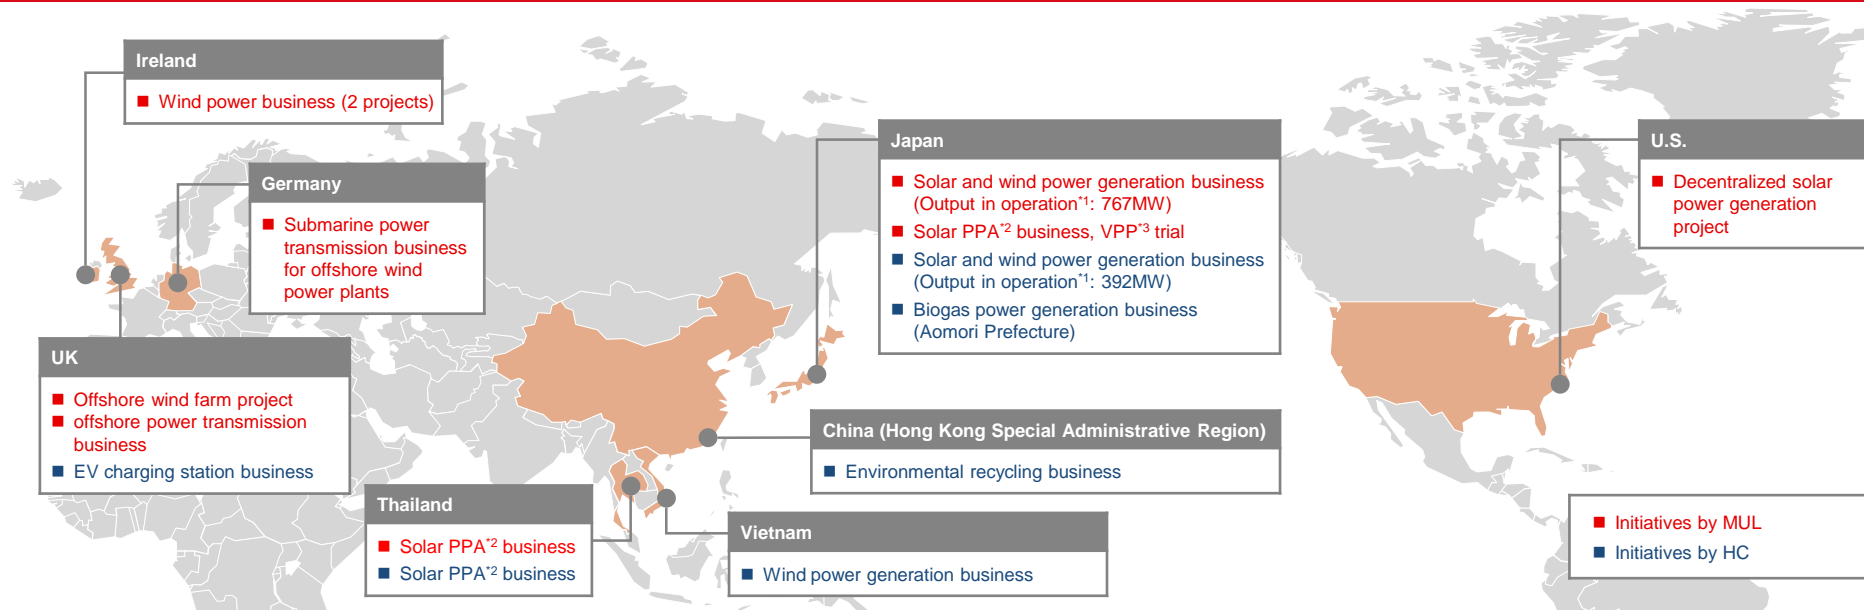 Ireland
■ Wind power business (2 projects)
Germany
■ Submarine power
transmission business
for offshore wind
power plants
UK
■ Offshore wind farm project
■ offshore power transmission
business
■ EV charging station business
Thailand
■ Solar PPA*2 business
■ Solar PPA*2 business
Vietnam
■ Wind power generation business
China (Hong Kong Special Administrative Region)
■ Environmental recycling business
Japan
■ Solar and wind power generation business
(Output in operation*1: 767MW)
■ Solar PPA*2 business, VPP*3 trial
■ Solar and wind power generation business
(Output in operation*1: 392MW)
■ Biogas power generation business
(Aomori Prefecture)
U.S.
■ Decentralized solar
power generation
project
■ Initiatives by MUL
■ Initiatives by HC